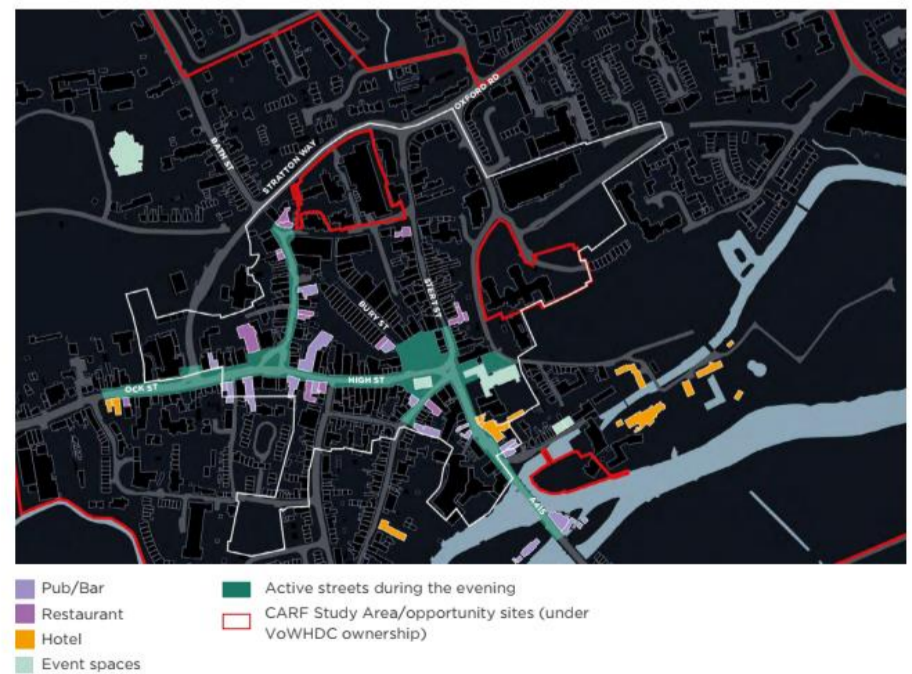 OXFORD RD
STRATTON WAY
BATH ST
STERT ST
BURY ST
HIGH ST
OCK ST
A415
Pub/Bar
Restaurant
Hotel
Event spaces
Active streets during the evening
CARF Study Area/opportunity sites (under
VoWHDC ownership)